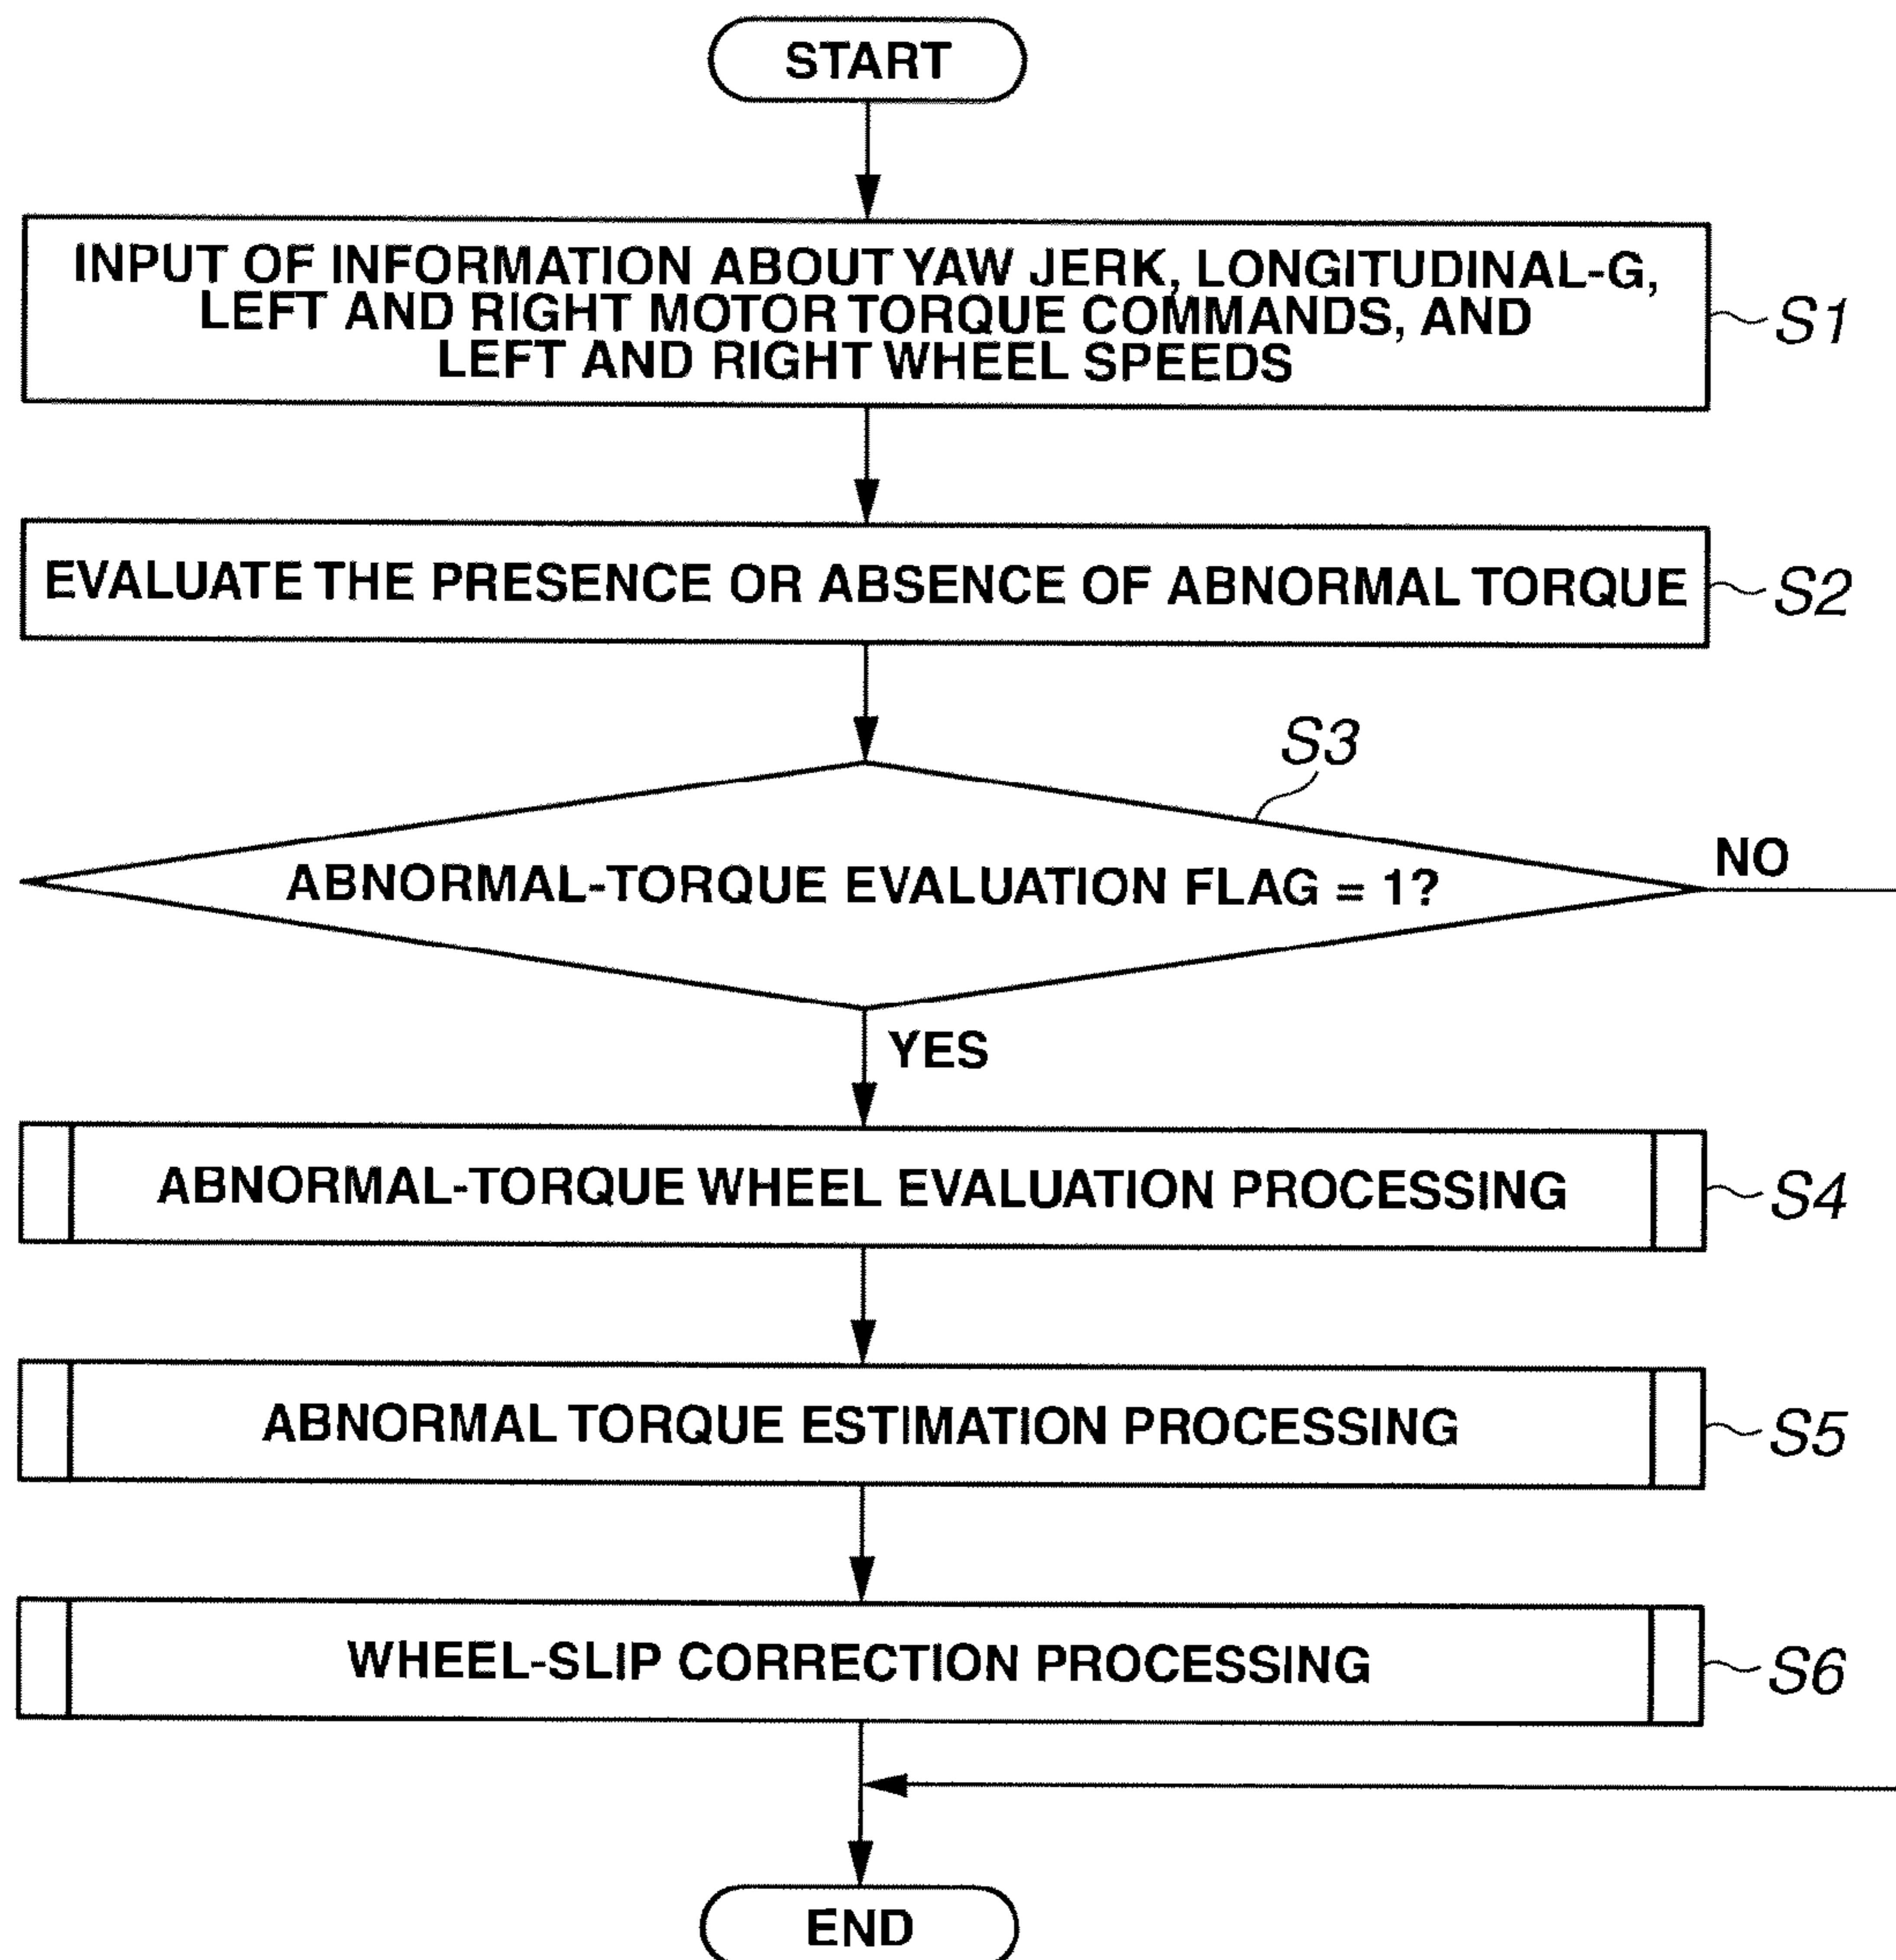 START
INPUT OF INFORMATION ABOUT YAW JERK, LONGITUDINAL-G,
LEFT AND RIGHT MOTOR TORQUE COMMANDS, AND
LEFT AND RIGHT WHEEL SPEEDS
S1
EVALUATE THE PRESENCE OR ABSENCE OF ABNORMAL TORQUE
S2
S3
ABNORMAL-TORQUE EVALUATION FLAG = 1?
NO
YES
ABNORMAL-TORQUE WHEEL EVALUATION PROCESSING
S4
ABNORMAL TORQUE ESTIMATION PROCESSING
S5
WHEEL-SLIP CORRECTION PROCESSING
S6
END